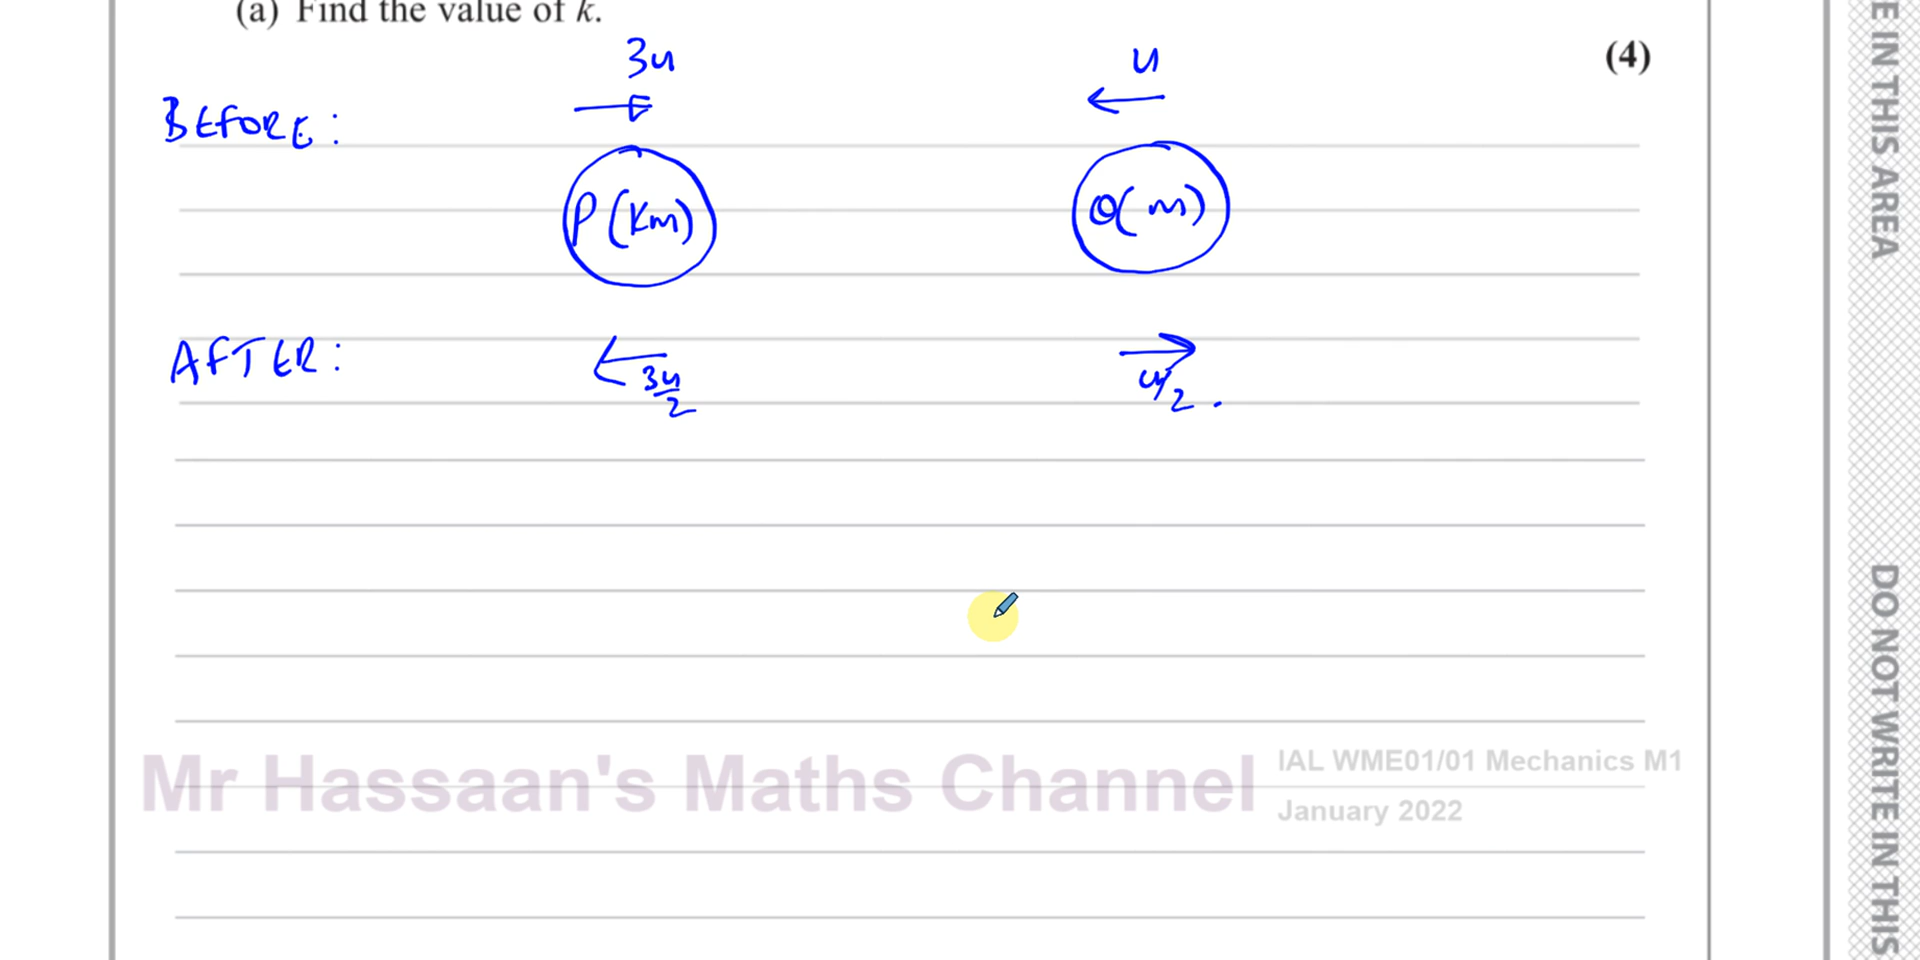 (a) Find the value of k.
(4)
3u
u
BEFORE:
P (km)
Q( m)
AFTER:
3u/2
u/2.
Mr Hassaan's Maths Channel
IAL WME01/01 Mechanics M1
January 2022
E IN THIS AREA
DO NOT WRITE IN THIS